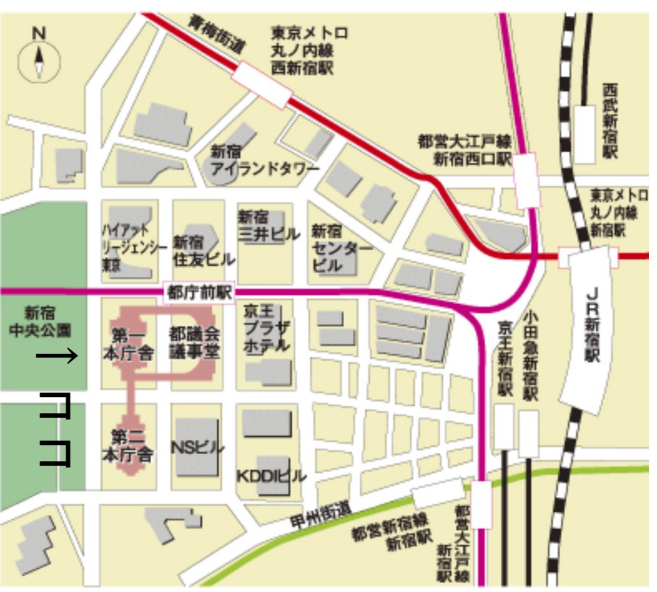 N
青梅街道
東京メトロ
丸ノ内線
西新宿駅
西武新宿駅
都営大江戸線
新宿西口駅
新宿
アイランドタワー
東京メトロ
丸ノ内線
新宿駅
ハイアット
リージェンシー
東京
新宿
住友ビル
新宿
三井ビル
新宿
センター
ビル
都庁前駅
新宿
中央公園
→
コ
コ
第一
本庁舎
都議会
議事堂
京王
プラザ
ホテル
京王新宿駅
小田急新宿駅
JR新宿駅
第二
本庁舎
NSビル
KDDIビル
甲州街道
都営新宿線
新宿駅
都営大江戸線
新宿駅